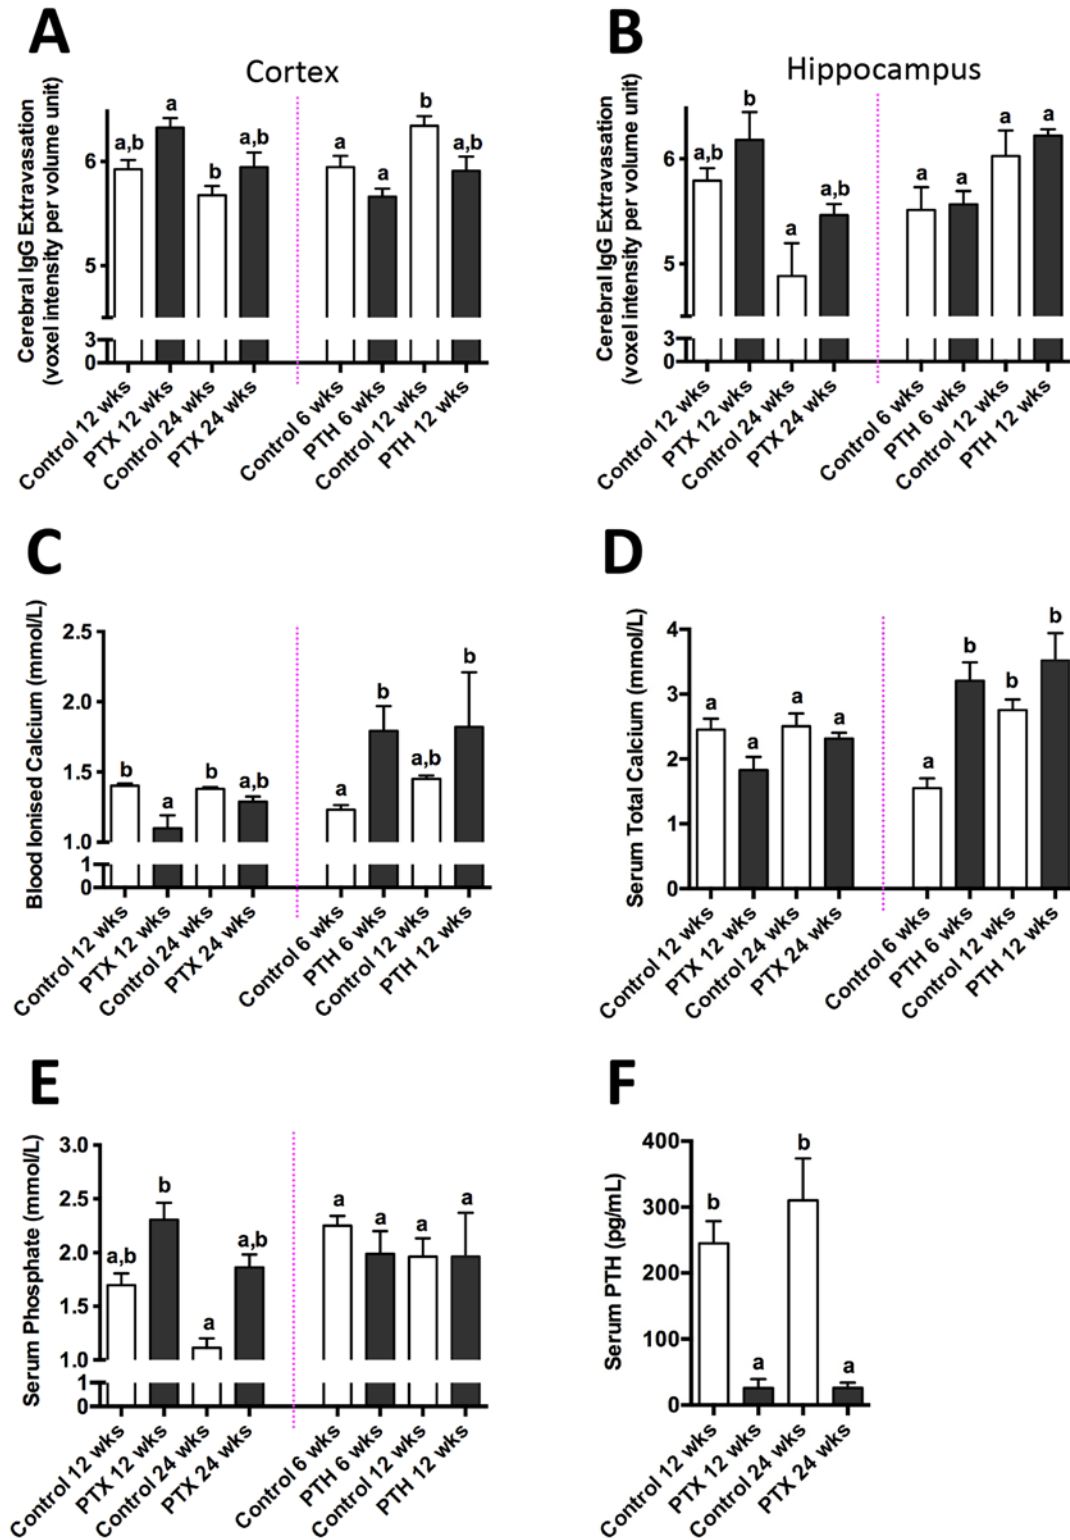 A
Cortex
Cerebral IgG Extravasation
(voxel intensity per volume unit)
6
5
3
0
a,b
a
b
a,b
a
a
b
a,b
Control 12 wks
PTX 12 wks
Control 24 wks
PTX 24 wks
Control 6 wks
PTH 6 wks
Control 12 wks
PTH 12 wks
B
Hippocampus
Cerebral IgG Extravasation
(voxel intensity per volume unit)
6
5
3
0
a,b
b
a
a,b
a
a
a
a
Control 12 wks
PTX 12 wks
Control 24 wks
PTX 24 wks
Control 6 wks
PTH 6 wks
Control 12 wks
PTH 12 wks
C
Blood Ionised Calcium (mmol/L)
2.5
2.0
1.5
1.0
1
0
b
a
b
a,b
a
b
a,b
b
Control 12 wks
PTX 12 wks
Control 24 wks
PTX 24 wks
Control 6 wks
PTH 6 wks
Control 12 wks
PTH 12 wks
D
Serum Total Calcium (mmol/L)
4
3
2
1
0
a
a
a
a
a
b
b
b
Control 12 wks
PTX 12 wks
Control 24 wks
PTX 24 wks
Control 6 wks
PTH 6 wks
Control 12 wks
PTH 12 wks
E
Serum Phosphate (mmol/L)
3.0
2.5
2.0
1.5
1.0
1
0
a,b
b
a
a,b
a
a
a
a
Control 12 wks
PTX 12 wks
Control 24 wks
PTX 24 wks
Control 6 wks
PTH 6 wks
Control 12 wks
PTH 12 wks
F
Serum PTH (pg/mL)
400
300
200
100
0
b
a
b
a
Control 12 wks
PTX 12 wks
Control 24 wks
PTX 24 wks